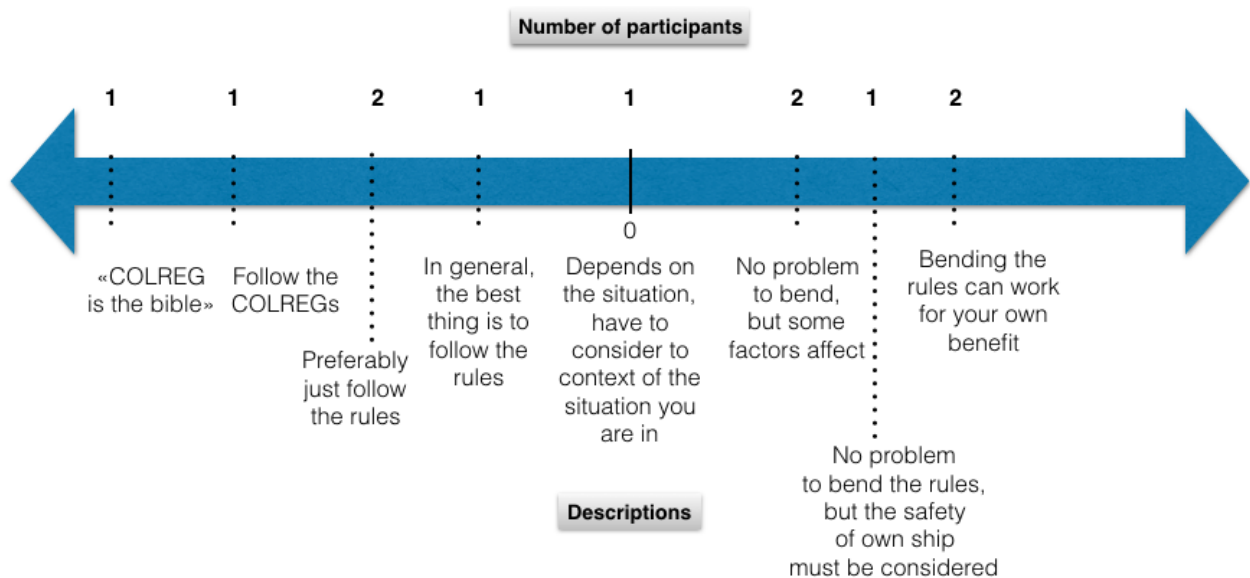 Number of participants
1 1 2 1 1 2 1 2
0
«COLREG
is the bible»
Follow the
COLREGs
Preferably
just follow
the rules
In general,
the best
thing is to
follow the
rules
Depends on
the situation,
have to
consider to
context of the
situation you
are in
No problem
to bend,
but some
factors affect
No problem
to bend the rules,
but the safety
of own ship
must be considered
Bending the
rules can work
for your own
benefit
Descriptions